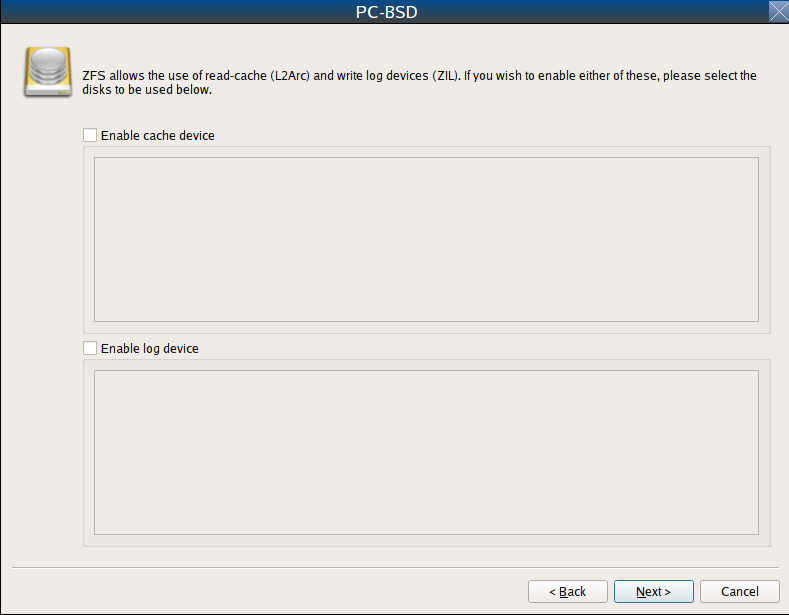 PC-BSD
ZFS allows the use of read-cache (L2Arc) and write log devices (ZIL). If you wish to enable either of these, please select the
disks to be used below.
Enable cache device
Enable log device
< Back
Next >
Cancel